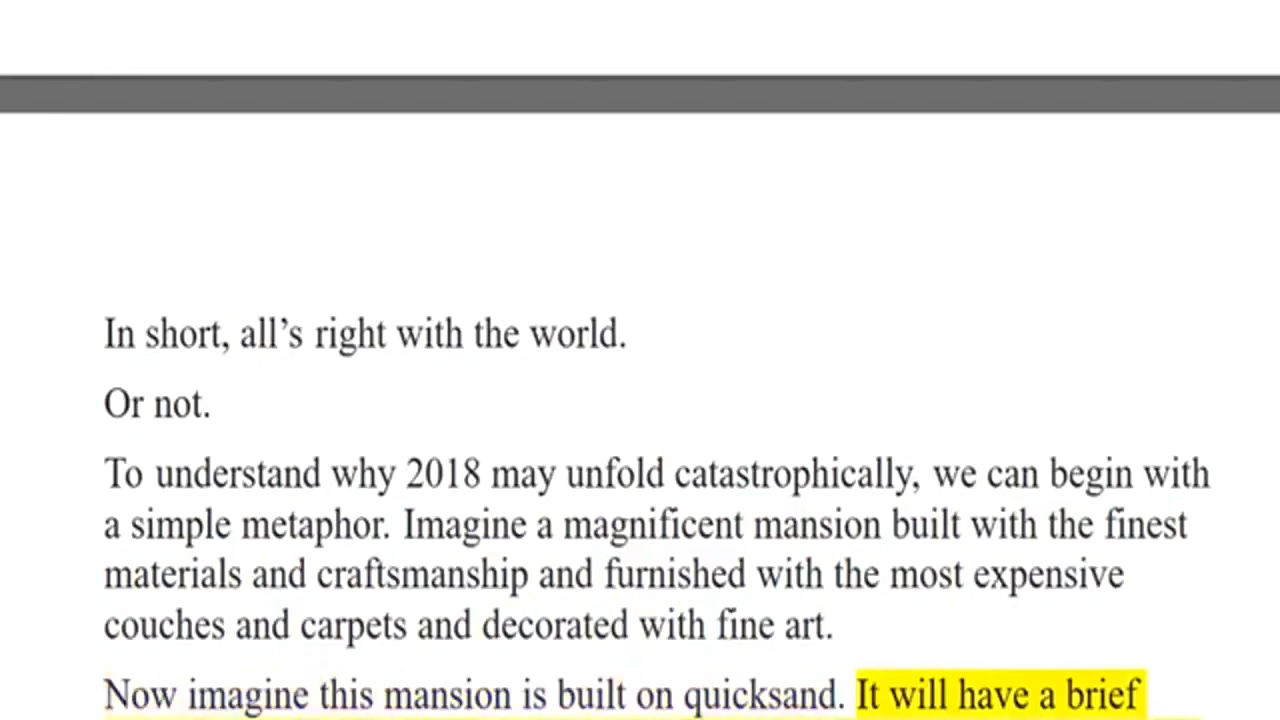 In short, all’s right with the world.
Or not.
To understand why 2018 may unfold catastrophically, we can begin with
a simple metaphor. Imagine a magnificent mansion built with the finest
materials and craftsmanship and furnished with the most expensive
couches and carpets and decorated with fine art.
Now imagine this mansion is built on quicksand. It will have a brief